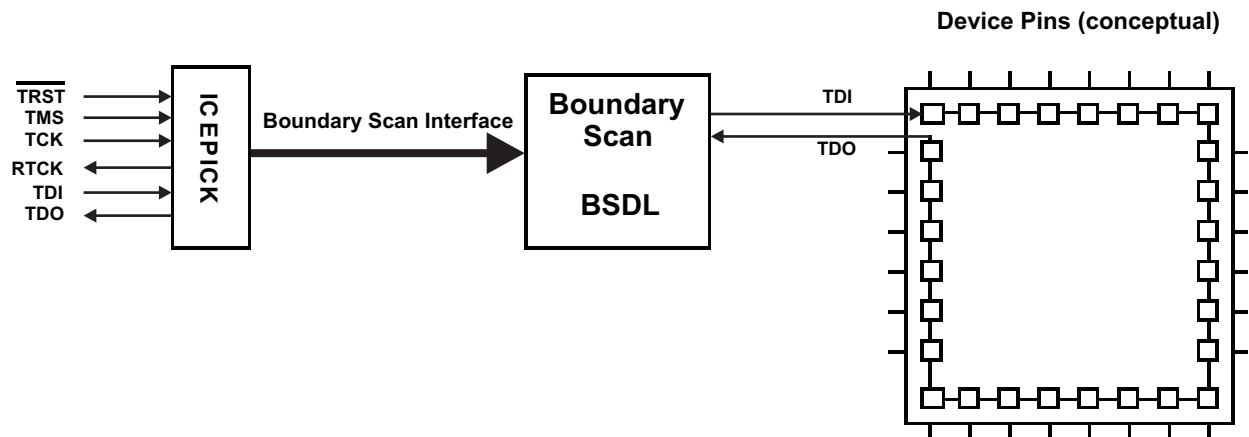 Device Pins (conceptual)
TRST
TMS
TCK
RTCK
TDI
TDO
ICEPICK
Boundary Scan Interface
Boundary
Scan
BSDL
TDI
TDO